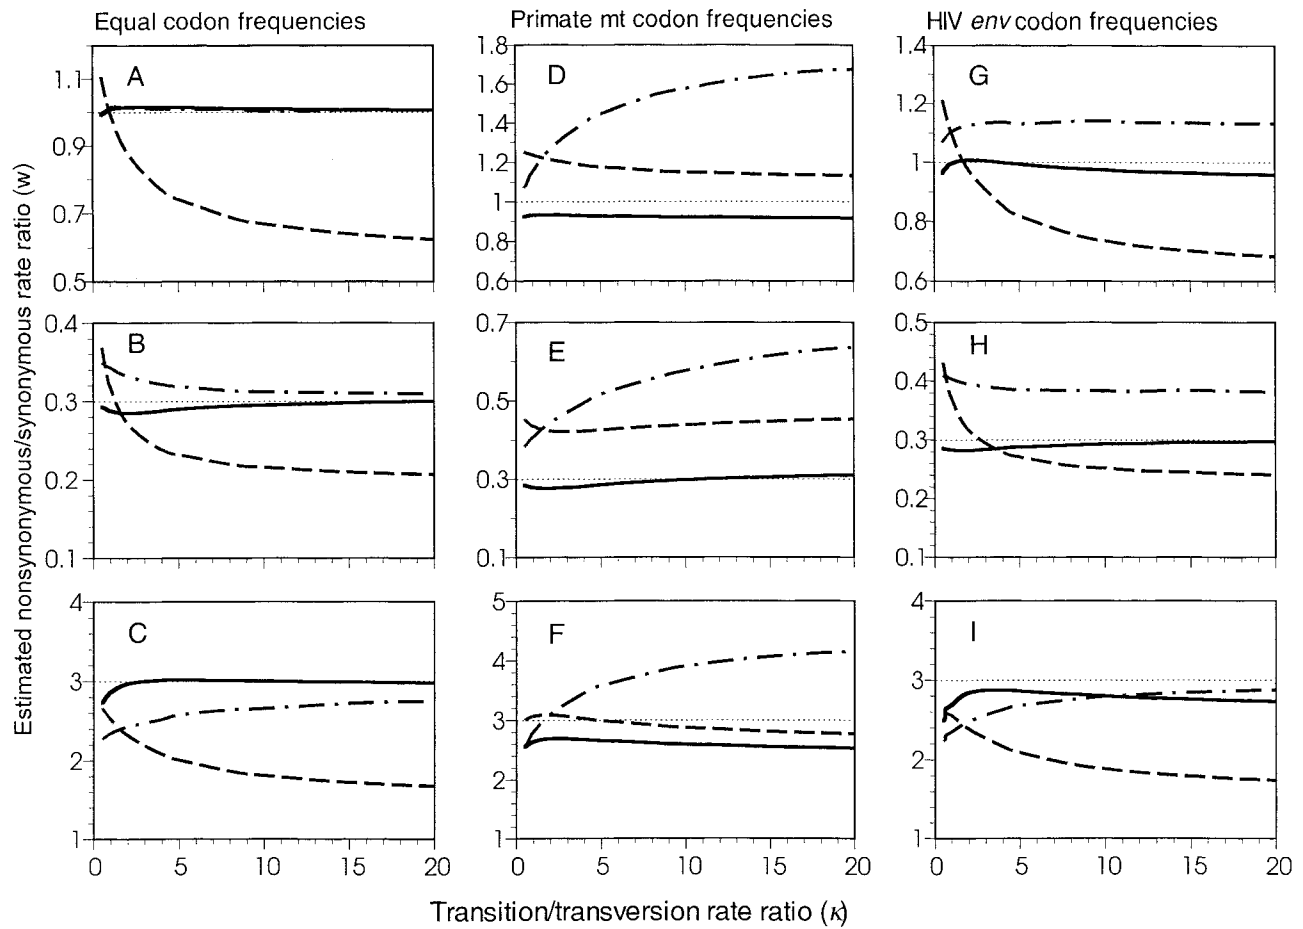 Equal codon frequencies
Primate mt codon frequencies
HIV env codon frequencies
Estimated nonsynonymous/synonymous rate ratio (w)
A
1.1
0.9
0.7
0.5
D
1.8
1.6
1.4
1.2
1
0.8
0.6
G
1.4
1.2
1
0.8
0.6
B
0.4
0.3
0.2
0.1
E
0.7
0.5
0.3
0.1
H
0.5
0.4
0.3
0.2
0.1
C
4
3
2
1
0 5 10 15 20
F
5
4
3
2
1
0 5 10 15 20
I
4
3
2
1
0 5 10 15 20
Transition/transversion rate ratio (κ)